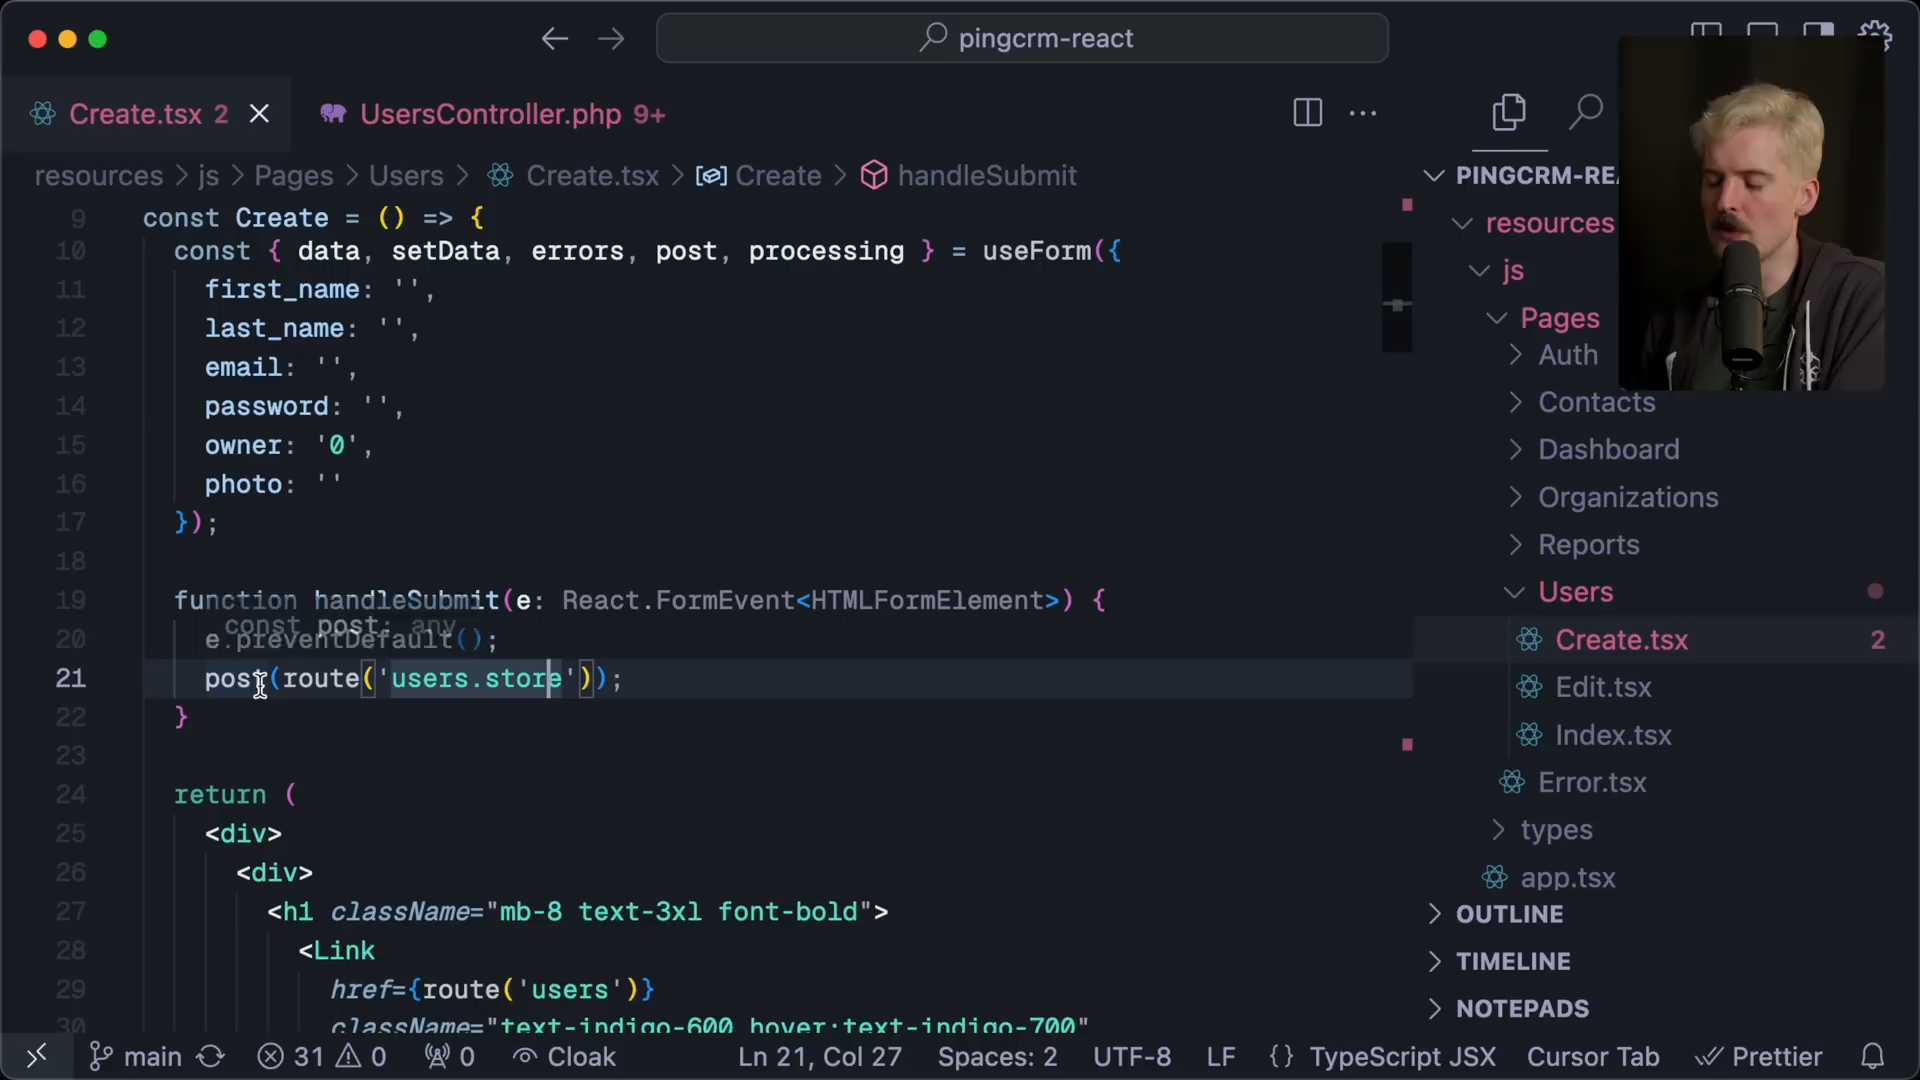 pingcrm-react
Create.tsx 2
UsersController.php 9+
resources > js > Pages > Users > Create.tsx > Create > handleSubmit
9 const Create = () => {
10 const { data, setData, errors, post, processing } = useForm({
11 first_name: '',
12 last_name: '',
13 email: '',
14 password: '',
15 owner: '0',
16 photo: ''
17 });
18
19 function handleSubmit(e: React.FormEvent<HTMLFormElement>) {
const post: any
20 e.preventDefault();
21 post(route('users.store'));
22 }
23
24 return (
25 <div>
26 <div>
27 <h1 className="mb-8 text-3xl font-bold">
28 <Link
29 href={route('users')}
30 className="text-indigo-600 hover:text-indigo-700"
PINGCRM-RE
resources
js
Pages
Auth
Contacts
Dashboard
Organizations
Reports
Users
Create.tsx 2
Edit.tsx
Index.tsx
Error.tsx
types
app.tsx
OUTLINE
TIMELINE
NOTEPADS
main 31 0 0 Cloak Ln 21, Col 27 Spaces: 2 UTF-8 LF {} TypeScript JSX Cursor Tab Prettier